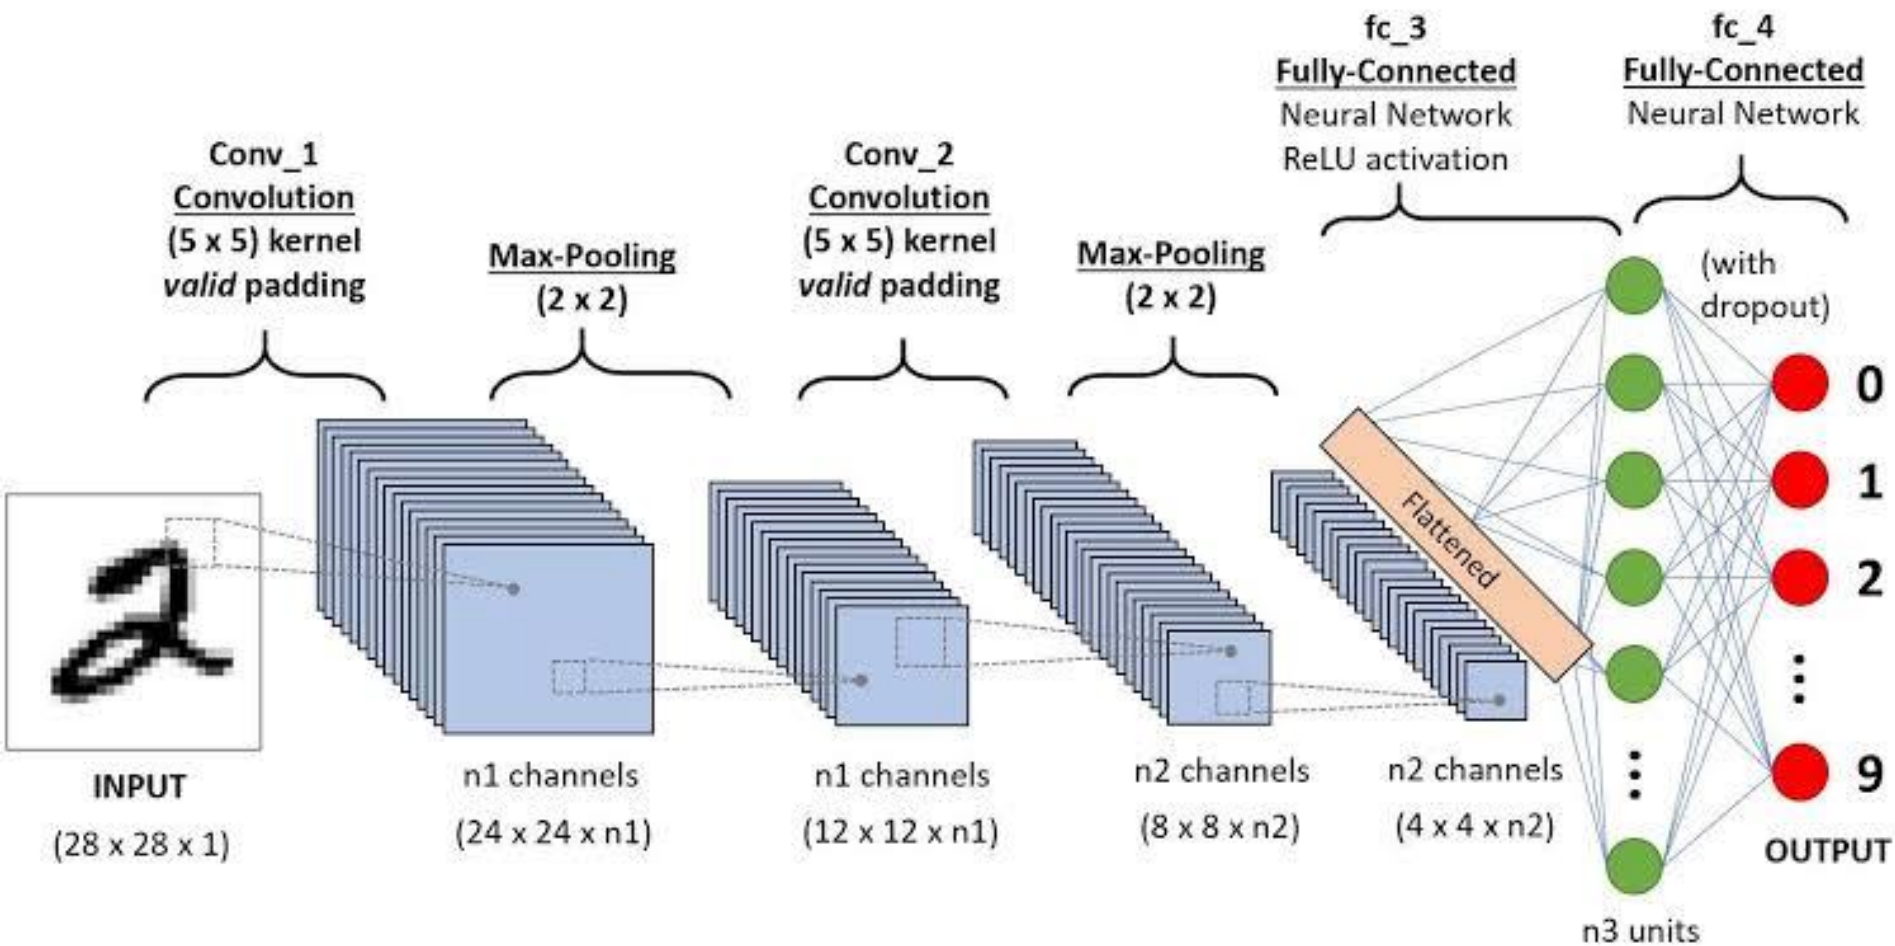 Conv_1
Convolution
(5 x 5) kernel
valid padding
Max-Pooling
(2 x 2)
Conv_2
Convolution
(5 x 5) kernel
valid padding
Max-Pooling
(2 x 2)
fc_3
Fully-Connected
Neural Network
ReLU activation
fc_4
Fully-Connected
Neural Network
(with
dropout)
Flattened
0
1
2
9
2
INPUT
(28 x 28 x 1)
n1 channels
(24 x 24 x n1)
n1 channels
(12 x 12 x n1)
n2 channels
(8 x 8 x n2)
n2 channels
(4 x 4 x n2)
n3 units
OUTPUT